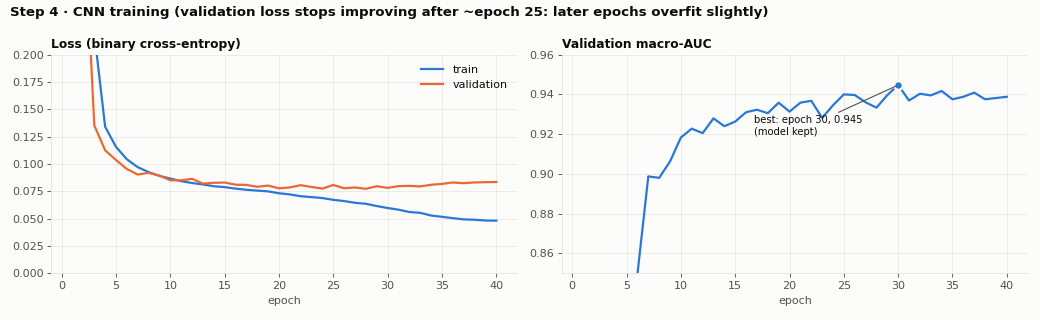 Step 4 · CNN training (validation loss stops improving after ~epoch 25: later epochs overfit slightly)
Loss (binary cross-entropy)
0.200
0.175
0.150
0.125
0.100
0.075
0.050
0.025
0.000
train
validation
0 5 10 15 20 25 30 35 40
epoch
Validation macro-AUC
0.96
0.94
0.92
0.90
0.88
0.86
best: epoch 30, 0.945
(model kept)
0 5 10 15 20 25 30 35 40
epoch